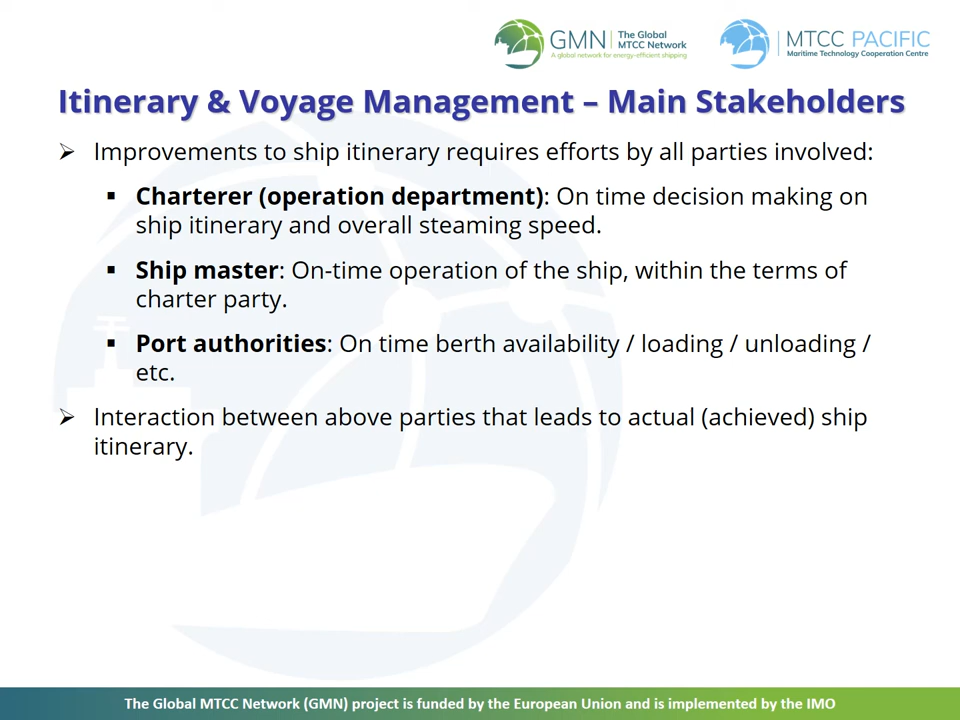 GMN
The Global
MTCC Network
A global network for energy-efficient shipping
MTCC PACIFIC
Maritime Technology Cooperation Centre
Itinerary & Voyage Management – Main Stakeholders
➢ Improvements to ship itinerary requires efforts by all parties involved:
▪ Charterer (operation department): On time decision making on
ship itinerary and overall steaming speed.
▪ Ship master: On-time operation of the ship, within the terms of
charter party.
▪ Port authorities: On time berth availability / loading / unloading /
etc.
➢ Interaction between above parties that leads to actual (achieved) ship
itinerary.
The Global MTCC Network (GMN) project is funded by the European Union and is implemented by the IMO